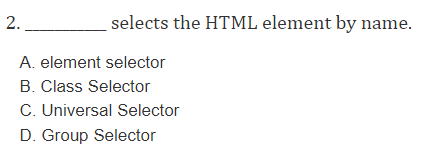 2. __________ selects the HTML element by name.
A. element selector
B. Class Selector
C. Universal Selector
D. Group Selector